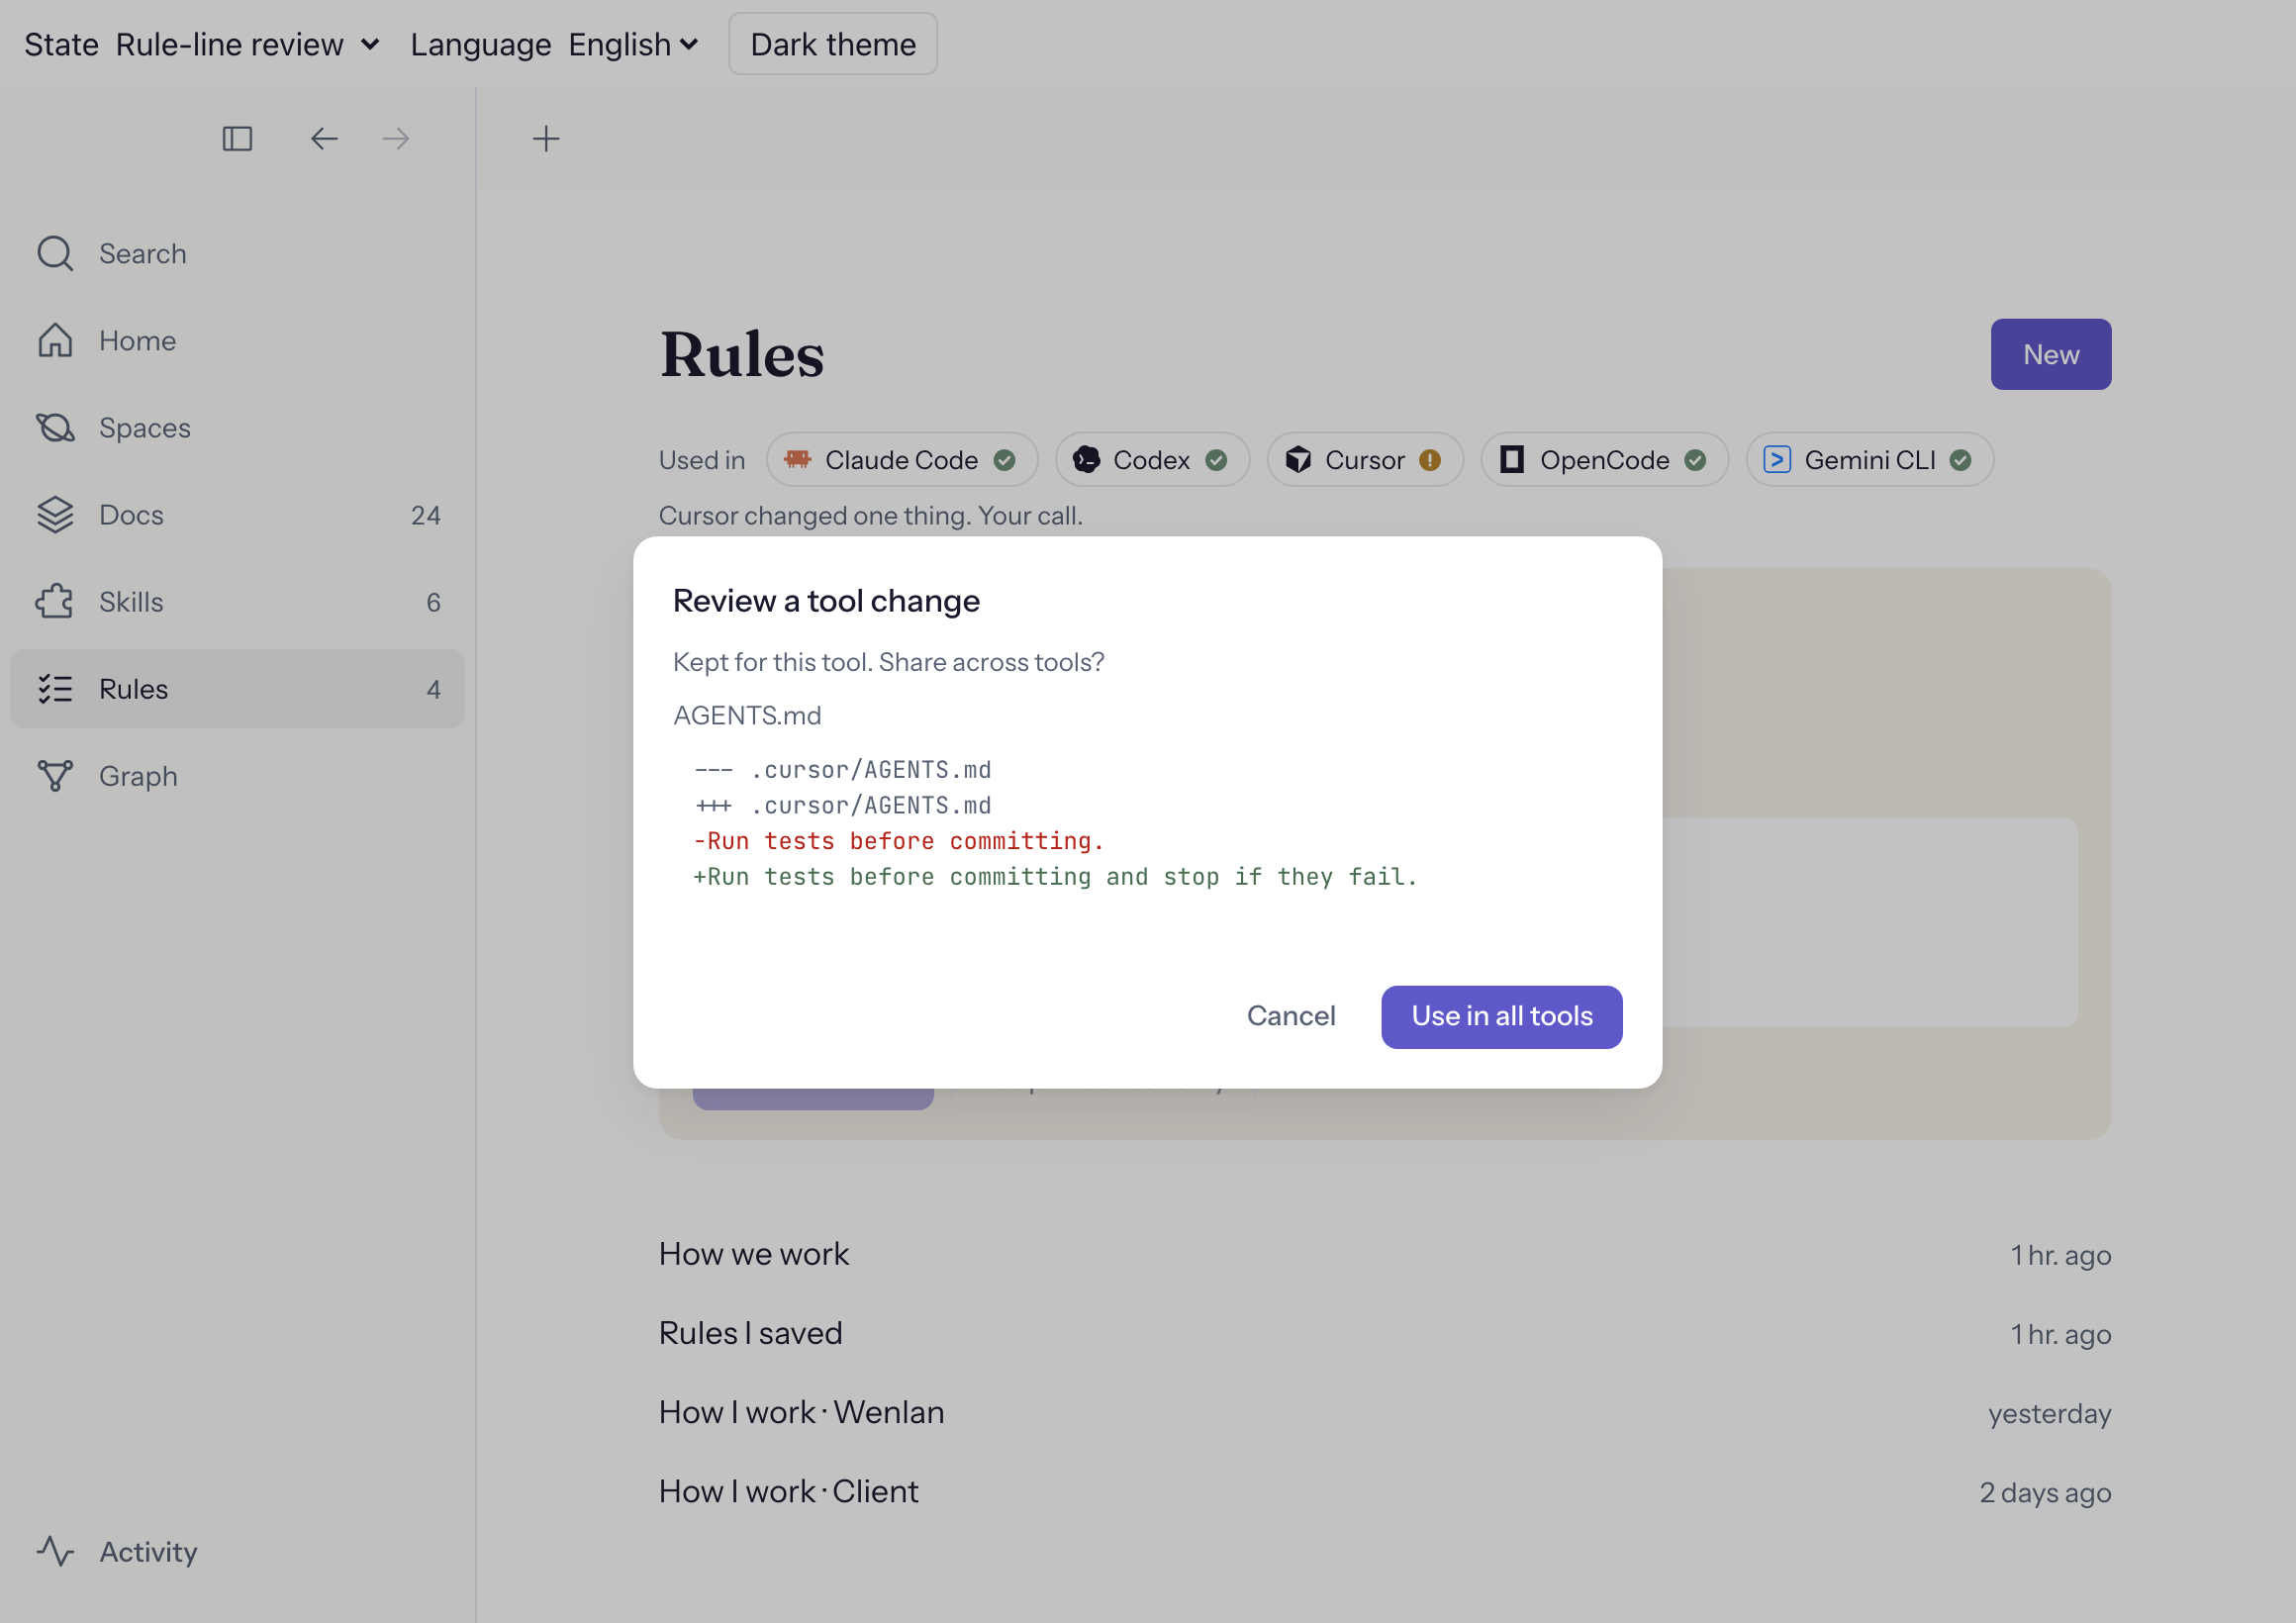 State Rule-line review Language English Dark theme
Search
Home
Spaces
Docs 24
Skills 6
Rules 4
Graph
Activity
Rules New
Used in Claude Code Codex Cursor OpenCode Gemini CLI
Cursor changed one thing. Your call.
Review a tool change
Kept for this tool. Share across tools?
AGENTS.md
--- .cursor/AGENTS.md
+++ .cursor/AGENTS.md
-Run tests before committing.
+Run tests before committing and stop if they fail.
Cancel Use in all tools
How we work 1 hr. ago
Rules I saved 1 hr. ago
How I work · Wenlan yesterday
How I work · Client 2 days ago